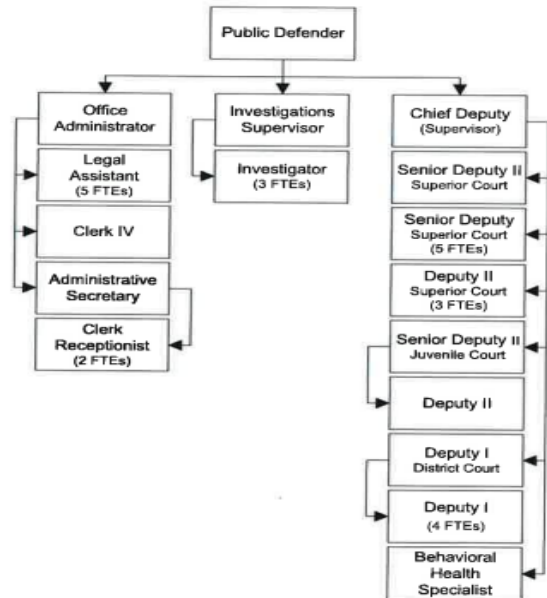 Public Defender
Office
Administrator
Legal
Assistant
(5 FTEs)
Clerk IV
Administrative
Secretary
Clerk
Receptionist
(2 FTEs)
Investigations
Supervisor
Investigator
(3 FTEs)
Chief Deputy
(Supervisor)
Senior Deputy II
Superior Court
Senior Deputy
Superior Court
(5 FTEs)
Deputy II
Superior Court
(3 FTEs)
Senior Deputy II
Juvenile Court
Deputy II
Deputy I
District Court
Deputy I
(4 FTEs)
Behavioral
Health
Specialist